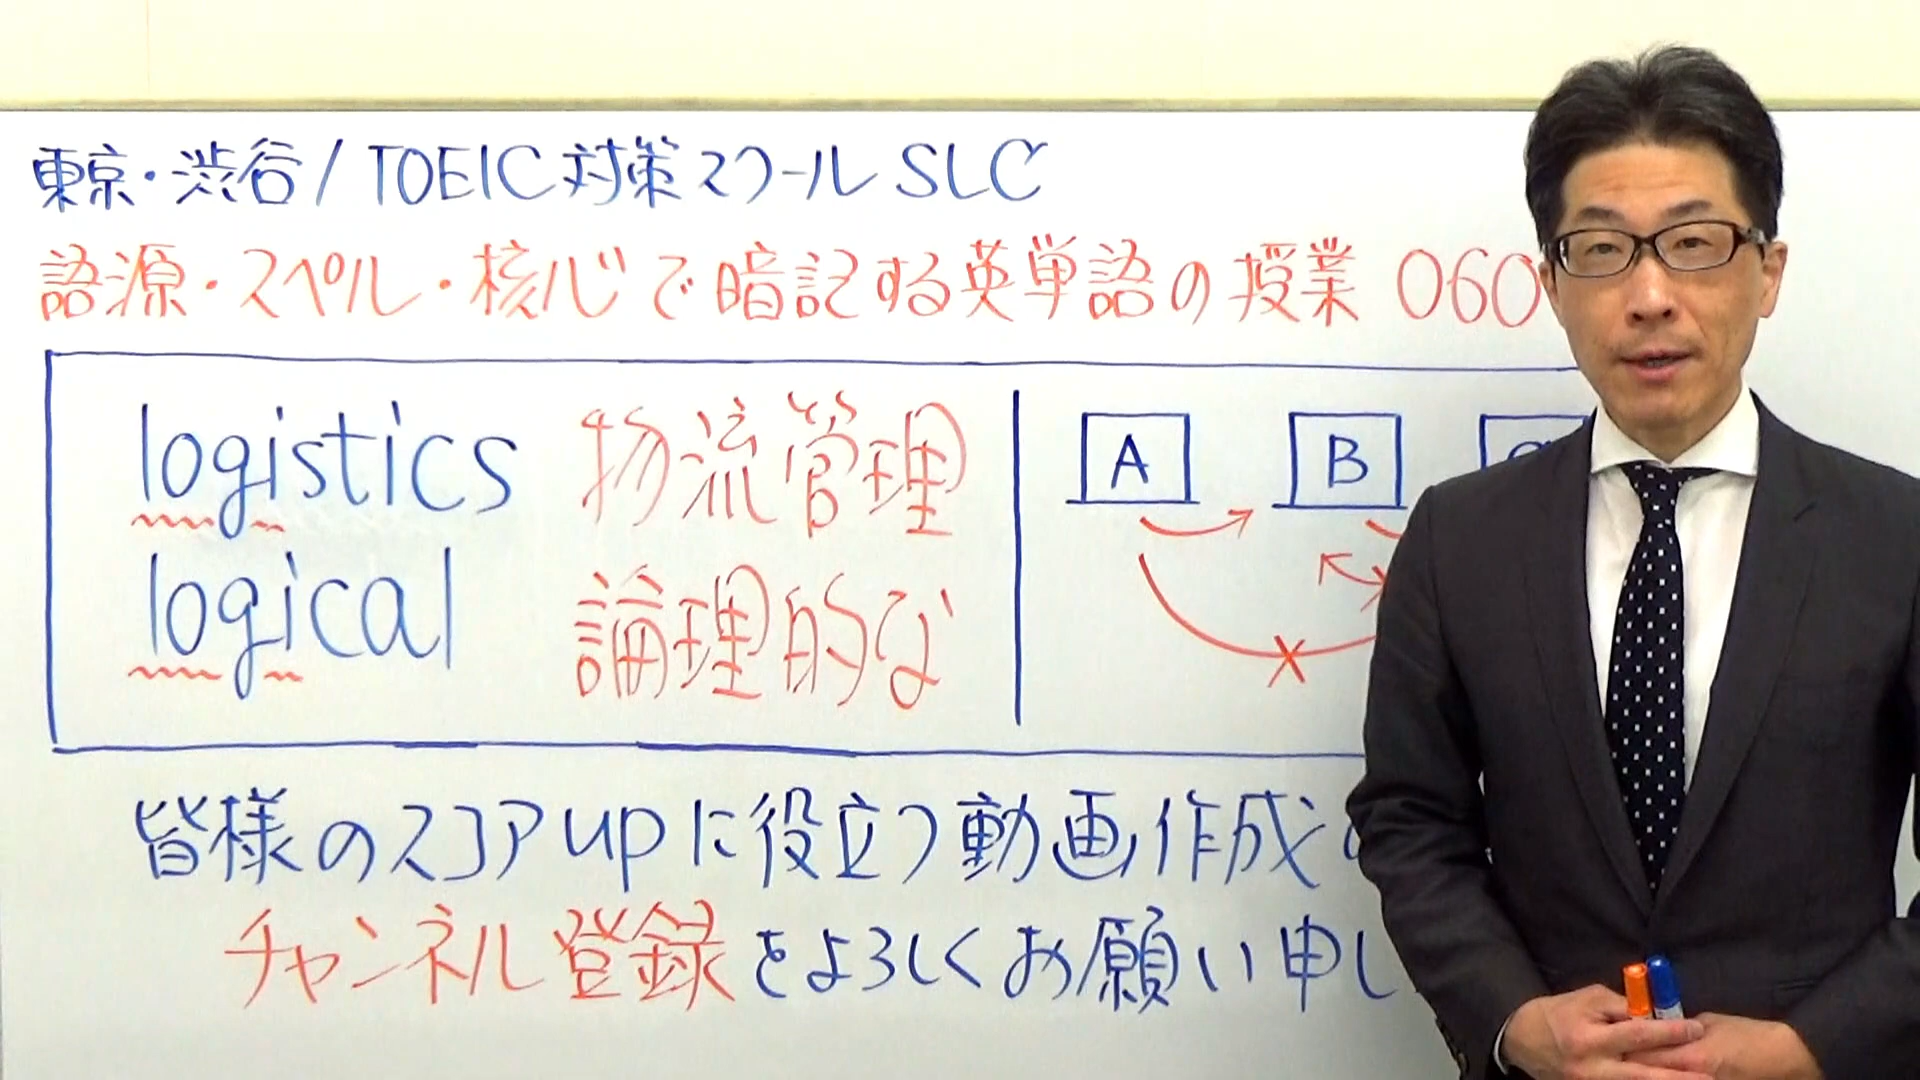 東京・渋谷/TOEIC対策スクールSLC
語源・スペル・核心で暗記する英単語の授業 060
logistics 物流管理
logical 論理的な
A B
皆様のスコアupに役立つ動画作成
チャンネル登録をよろしくお願い申し